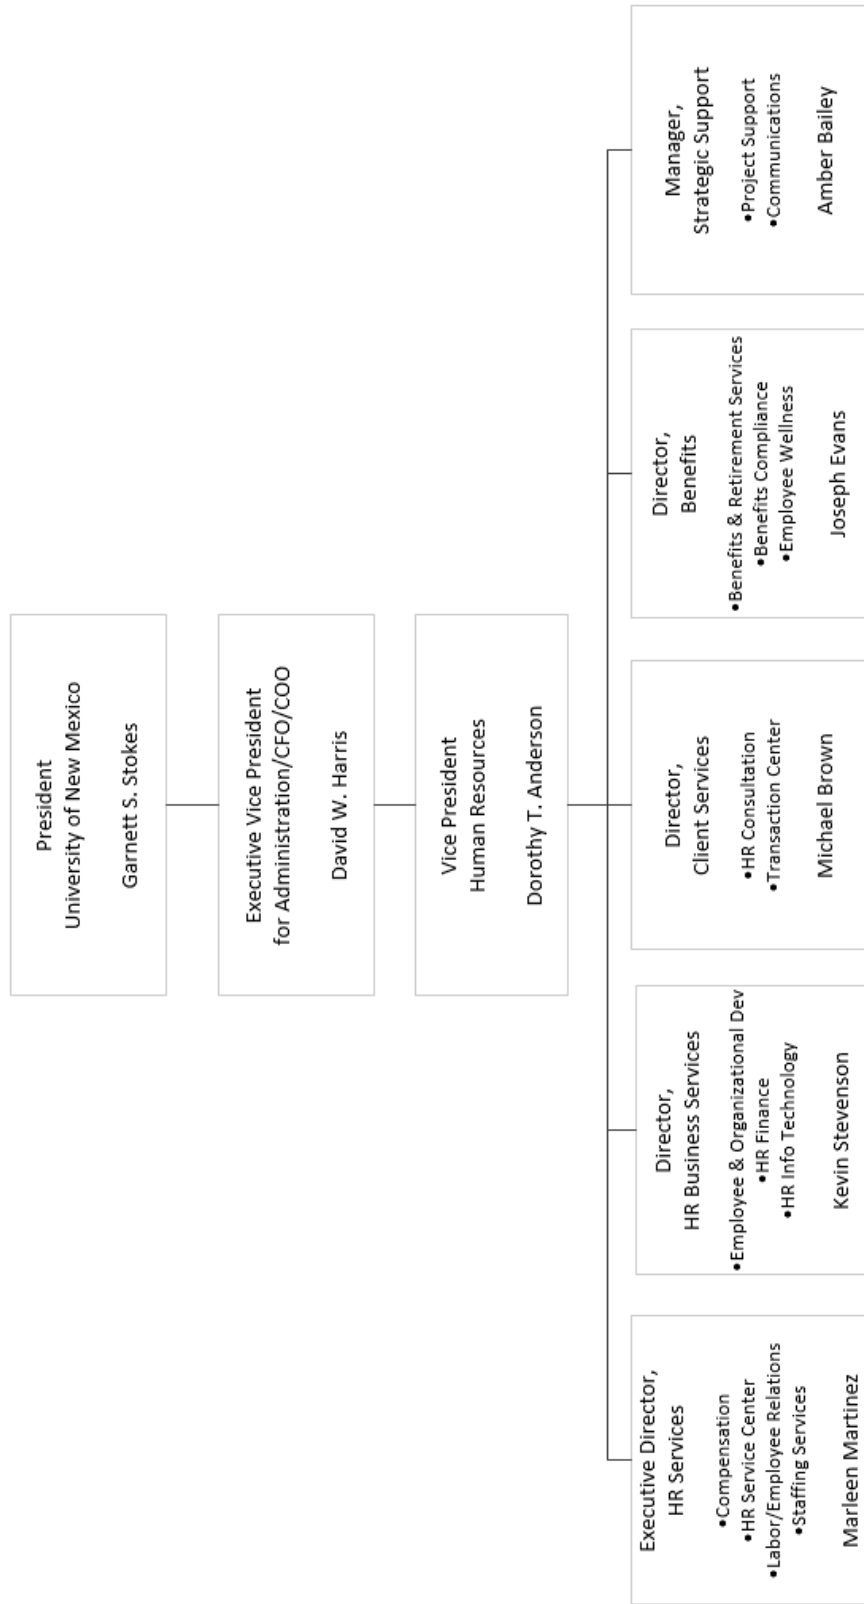 President
University of New Mexico
Garnett S. Stokes
Executive Vice President
for Administration/CFO/COO
David W. Harris
Vice President
Human Resources
Dorothy T. Anderson
Executive Director,
HR Services
•Compensation
•HR Service Center
•Labor/Employee Relations
•Staffing Services
Marleen Martinez
Director,
HR Business Services
•Employee & Organizational Dev
•HR Finance
•HR Info Technology
Kevin Stevenson
Director,
Client Services
•HR Consultation
•Transaction Center
Michael Brown
Director,
Benefits
•Benefits & Retirement Services
•Benefits Compliance
•Employee Wellness
Joseph Evans
Manager,
Strategic Support
•Project Support
•Communications
Amber Bailey